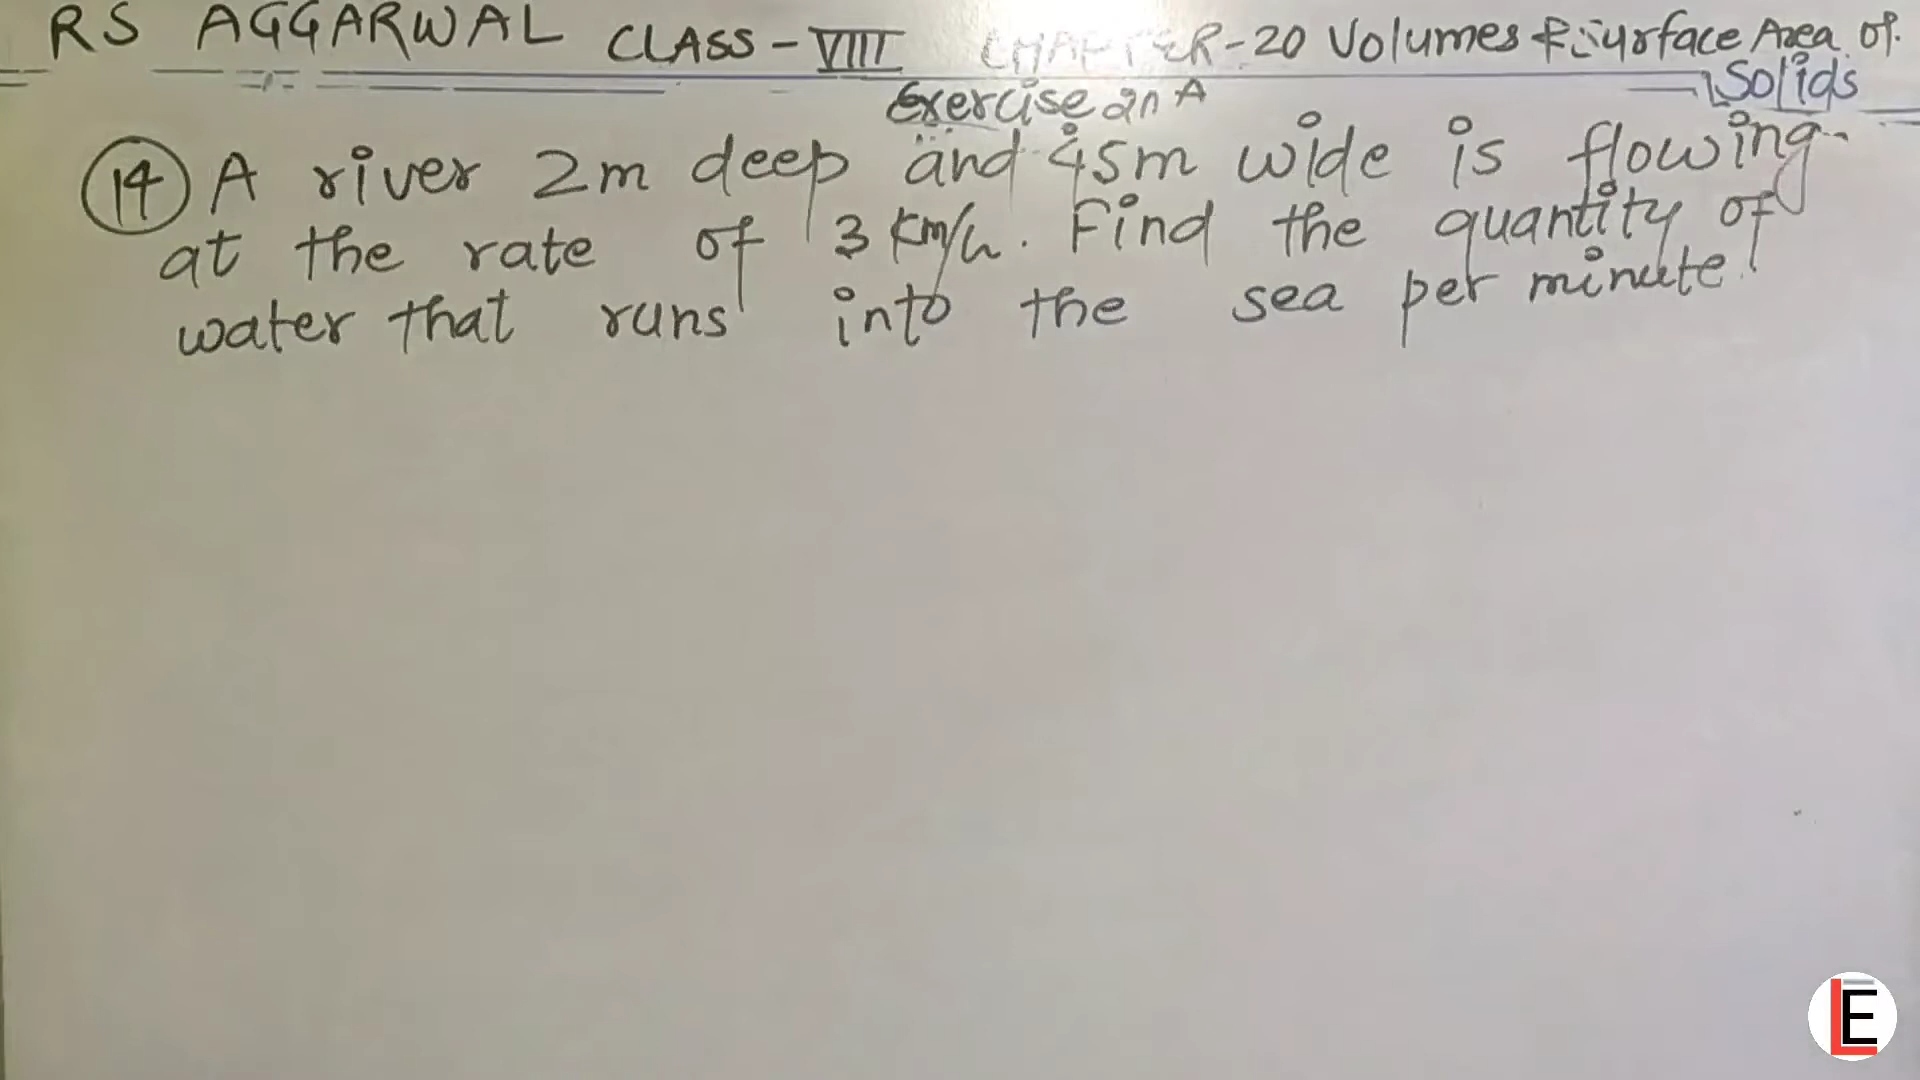 RS AGGARWAL CLASS-VIII CHAPTER-20 Volumes & Surface Area of
Solids
Exercise 20 A
14 A river 2m deep and 45m wide is flowing
at the rate of 3 km/h. Find the quantity of
water that runs into the sea per minute.
LE